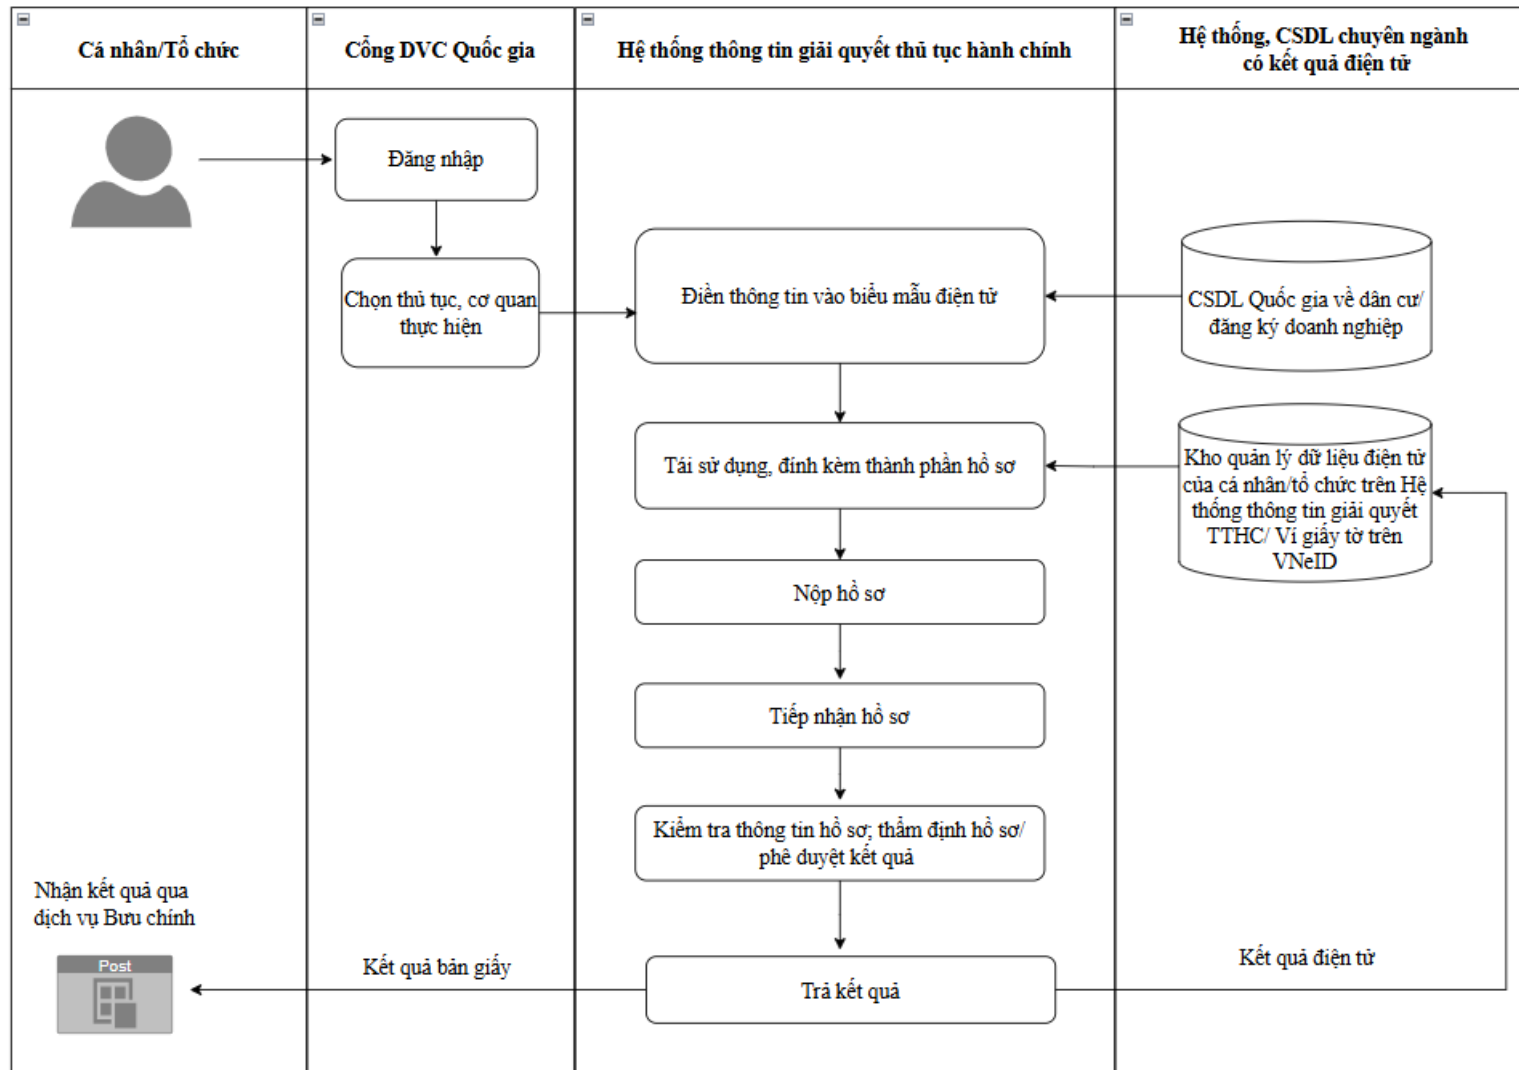 Cá nhân/Tổ chức
Cổng DVC Quốc gia
Hệ thống thông tin giải quyết thủ tục hành chính
Hệ thống, CSDL chuyên ngành
có kết quả điện tử
Đăng nhập
Chọn thủ tục, cơ quan
thực hiện
Điền thông tin vào biểu mẫu điện tử
CSDL Quốc gia về dân cư/
đăng ký doanh nghiệp
Tái sử dụng, đính kèm thành phần hồ sơ
Kho quản lý dữ liệu điện tử
của cá nhân/tổ chức trên Hệ
thống thông tin giải quyết
TTHC/ Ví giấy tờ trên
VNeID
Nộp hồ sơ
Tiếp nhận hồ sơ
Kiểm tra thông tin hồ sơ; thẩm định hồ sơ/
phê duyệt kết quả
Nhận kết quả qua
dịch vụ Bưu chính
Post
Kết quả bản giấy
Trả kết quả
Kết quả điện tử